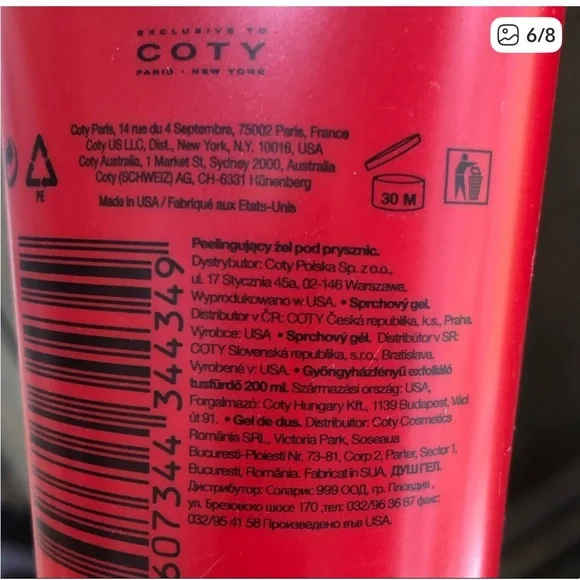 6/8
EXCLUSIVE TO
COTY
PARIS • NEW YORK
Coty Paris, 14 rue du 4 Septembre, 75002 Paris, France
Coty US LLC, Dist., New York, N.Y. 10016, USA
Coty Australia, 1 Market St, Sydney 2000, Australia
Coty (SCHWEIZ) AG, CH-6331 Hünenberg
Made in USA / Fabriqué aux Etats-Unis
PE
30 M
Peelingujący żel pod prysznic.
Dystrybutor: Coty Polska Sp. z o.o.,
ul. 17 Stycznia 45a, 02-146 Warszawa.
Wyprodukowano w USA. • Sprchový gel.
Distributor v ČR: COTY Česká republika, k.s., Praha.
Výrobce: USA • Sprchový gél. Distribútor v SR:
COTY Slovenská republika, s.r.o. Bratislava.
Vyrobené v: USA. • Gyöngyházfényű exfoliáló
tusfürdő 200 ml. Származási ország: USA,
Forgalmazó: Coty Hungary Kft., 1139 Budapest, Váci
út 91. • Gel de dus. Distribuitor: Coty Cosmetics
România SRL, Victoria Park, Soseaua
Bucuresti-Ploiesti Nr. 73-81, Corp 2, Parter, Sector 1,
Bucuresti, România. Fabricat în SUA, ДУШ ГЕЛ.
Дистрибутор: Соларис 999 ООД, гр. Пловдив,
ул. Брезовско шосе 170 ,тел: 032/96 36 87 факс:
032/95 41 58 Произведено във USA.
607344 344349